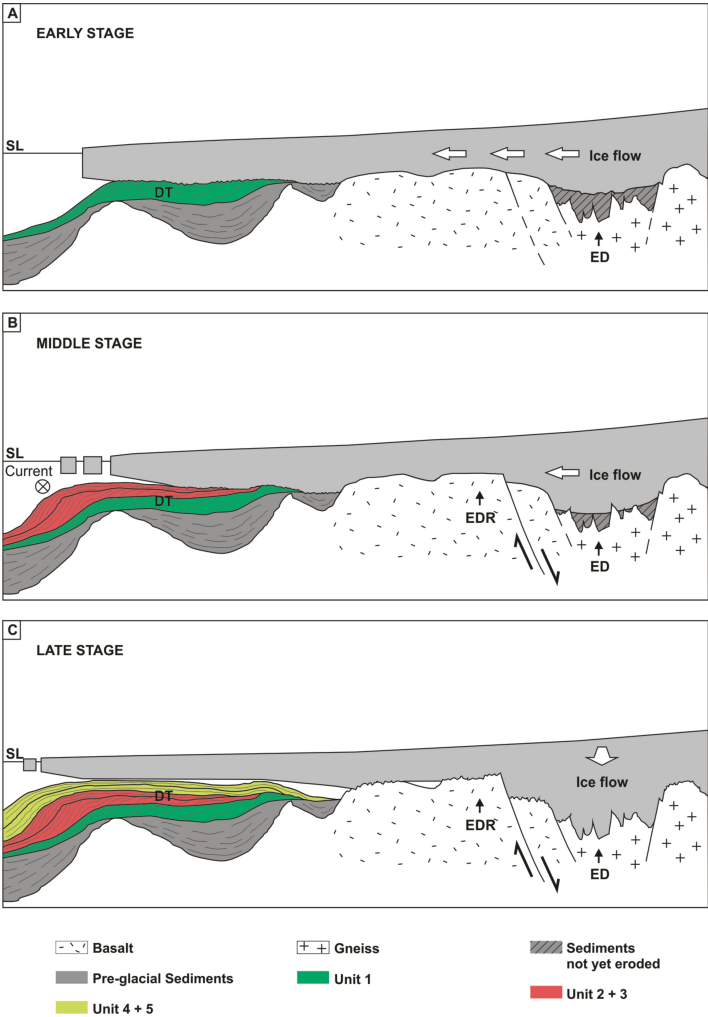 A
EARLY STAGE
SL
Ice flow
DT
ED
B
MIDDLE STAGE
SL
Current
Ice flow
DT
EDR
ED
C
LATE STAGE
SL
Ice flow
DT
EDR
ED
Basalt
Gneiss
Sediments
not yet eroded
Pre-glacial Sediments
Unit 1
Unit 2 + 3
Unit 4 + 5